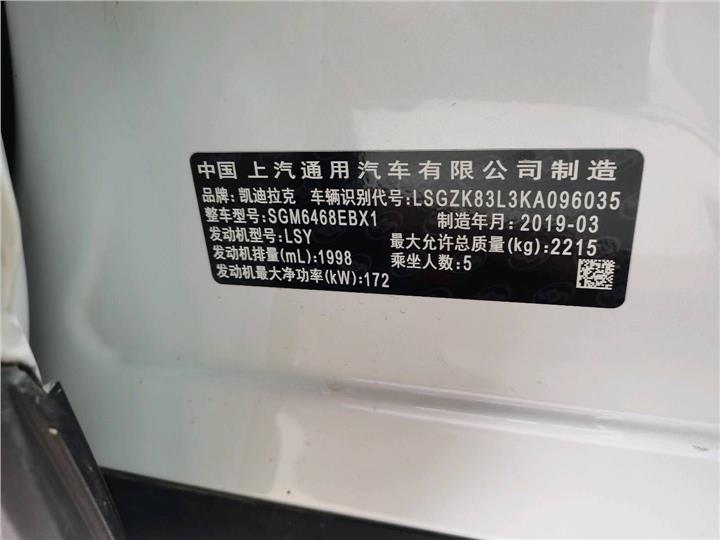 中国 上汽通用汽车有限公司制造
品牌:凯迪拉克 车辆识别代号:LSGZK83L3KA096035
整车型号:SGM6468EBX1 制造年月:2019-03
发动机型号:LSY 最大允许总质量(kg):2215
发动机排量(mL):1998 乘坐人数:5
发动机最大净功率(kW):172